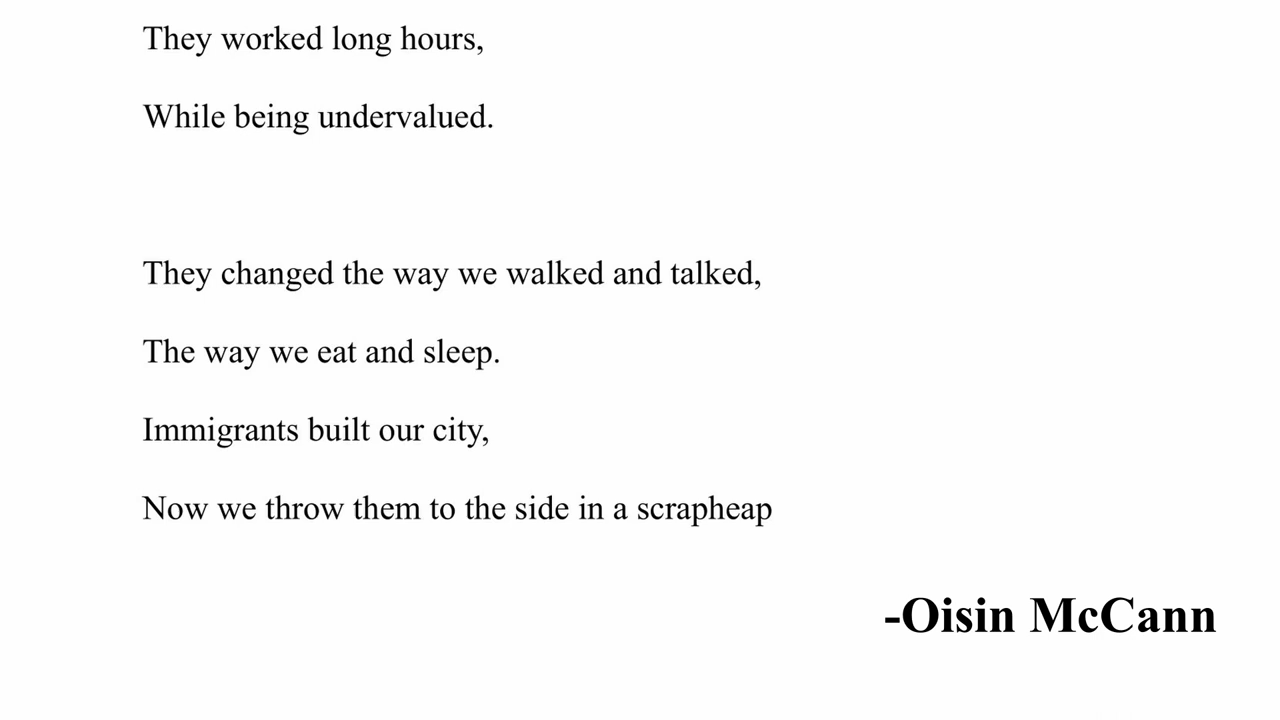 They worked long hours,
While being undervalued.
They changed the way we walked and talked,
The way we eat and sleep.
Immigrants built our city,
Now we throw them to the side in a scrapheap
-Oisin McCann